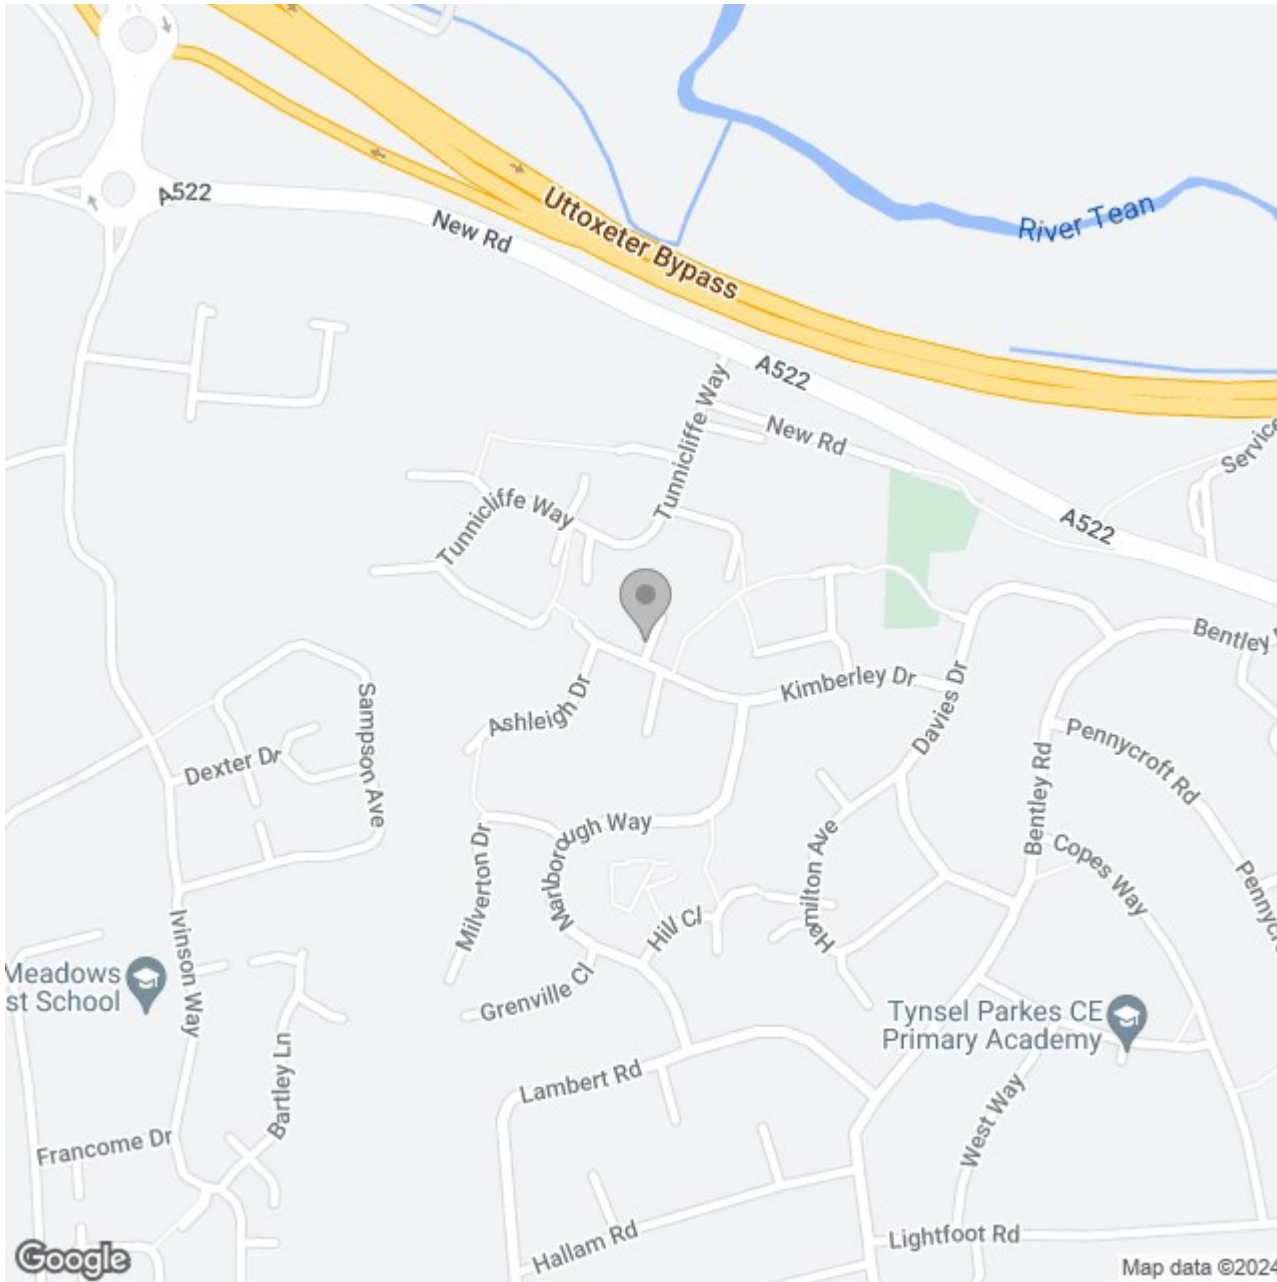 A522
New Rd
Uttoxeter Bypass
River Tean
A522
Tunnicliffe Way
New Rd
Service
Tunnicliffe Way
A522
Bentley
Kimberley Dr
Ashleigh Dr
Sampson Ave
Davies Dr
Dexter Dr
Pennycroft Rd
Bentley Rd
Marlborough Way
Milverton Dr
Hamilton Ave
Copes Way
Pennycr
Hill Cl
Ivinson Way
Meadows
st School
Grenville Cl
Tynsel Parkes CE
Primary Academy
Bartley Ln
Lambert Rd
West Way
Francome Dr
Hallam Rd
Lightfoot Rd
Google
Map data ©2024